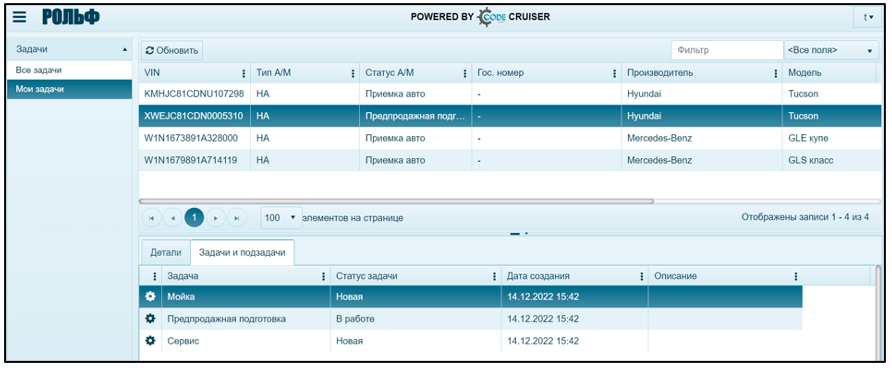 РОЛЬФ
POWERED BY CODE CRUISER
t
Задачи
Все задачи
Мои задачи
Обновить
Фильтр
<Все поля>
VIN Тип А/М Статус А/М Гос. номер Производитель Модель
KMHJC81CDNU107298 НА Приемка авто - Hyundai Tucson
XWEJC81CDN0005310 НА Предпродажная подг... - Hyundai Tucson
W1N1673891A328000 НА Приемка авто - Mercedes-Benz GLE купе
W1N1679891A714119 НА Приемка авто - Mercedes-Benz GLS класс
1 100 элементов на странице Отображены записи 1 - 4 из 4
Детали Задачи и подзадачи
Задача Статус задачи Дата создания Описание
Мойка Новая 14.12.2022 15:42
Предпродажная подготовка В работе 14.12.2022 15:42
Сервис Новая 14.12.2022 15:42